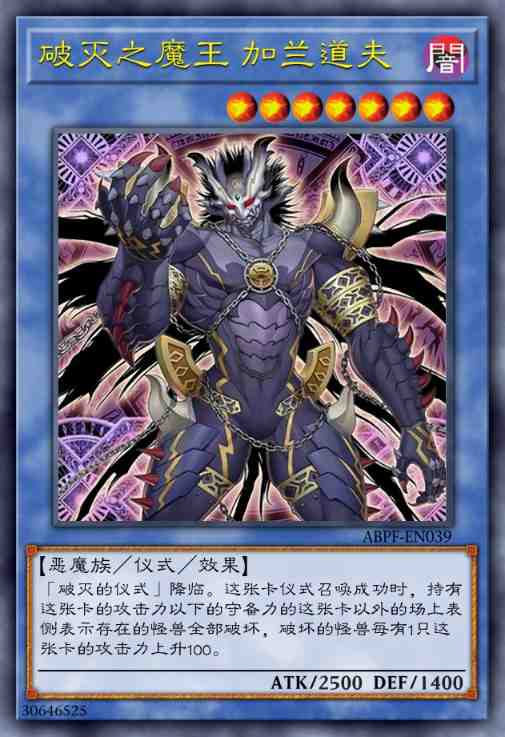 破灭之魔王 加兰道夫
闇
ABPF-EN039
【恶魔族／仪式／效果】
「破灭的仪式」降临。这张卡仪式召唤成功时，持有
这张卡的攻击力以下的守备力的这张卡以外的场上表
侧表示存在的怪兽全部破坏，破坏的怪兽每有1只这
张卡的攻击力上升100。
ATK/2500 DEF/1400
30646525